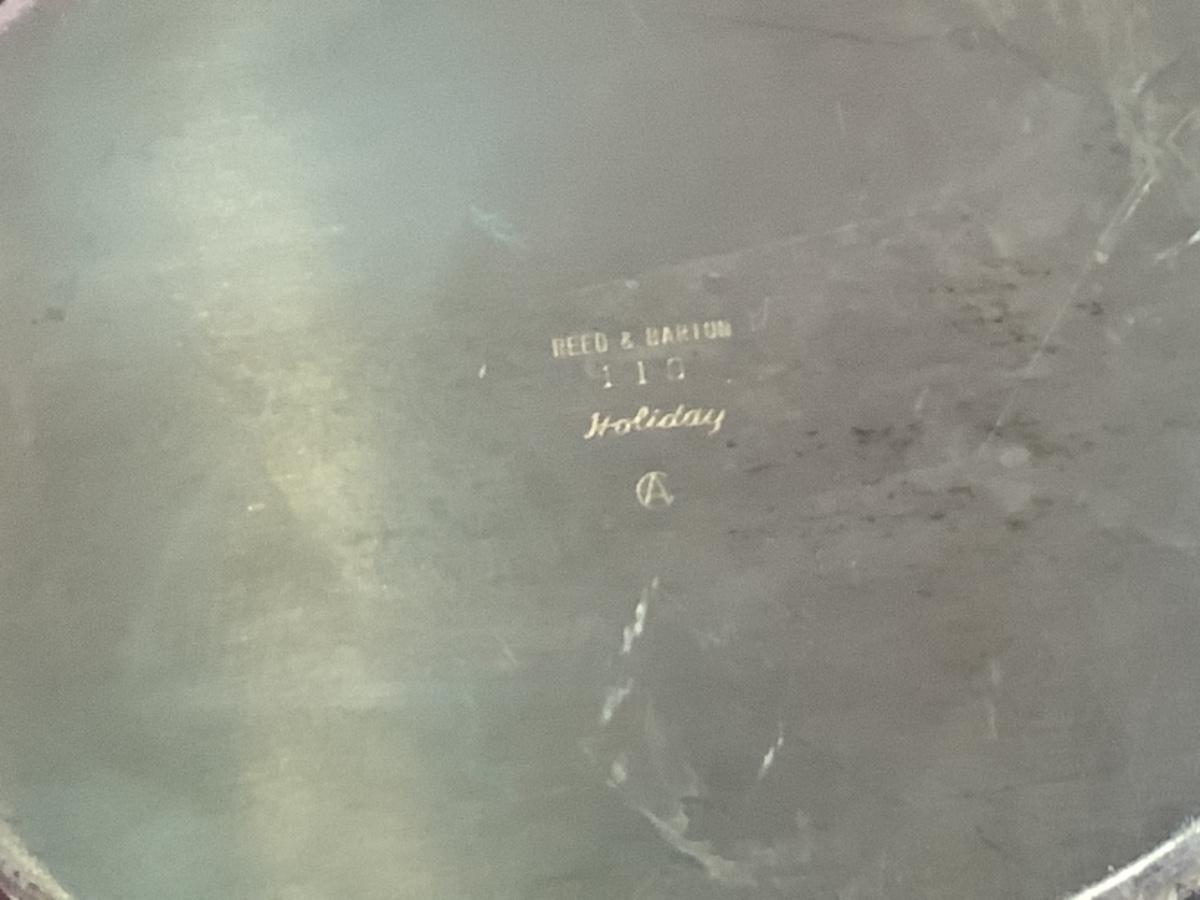 REED & BARTON
110
Holiday
A